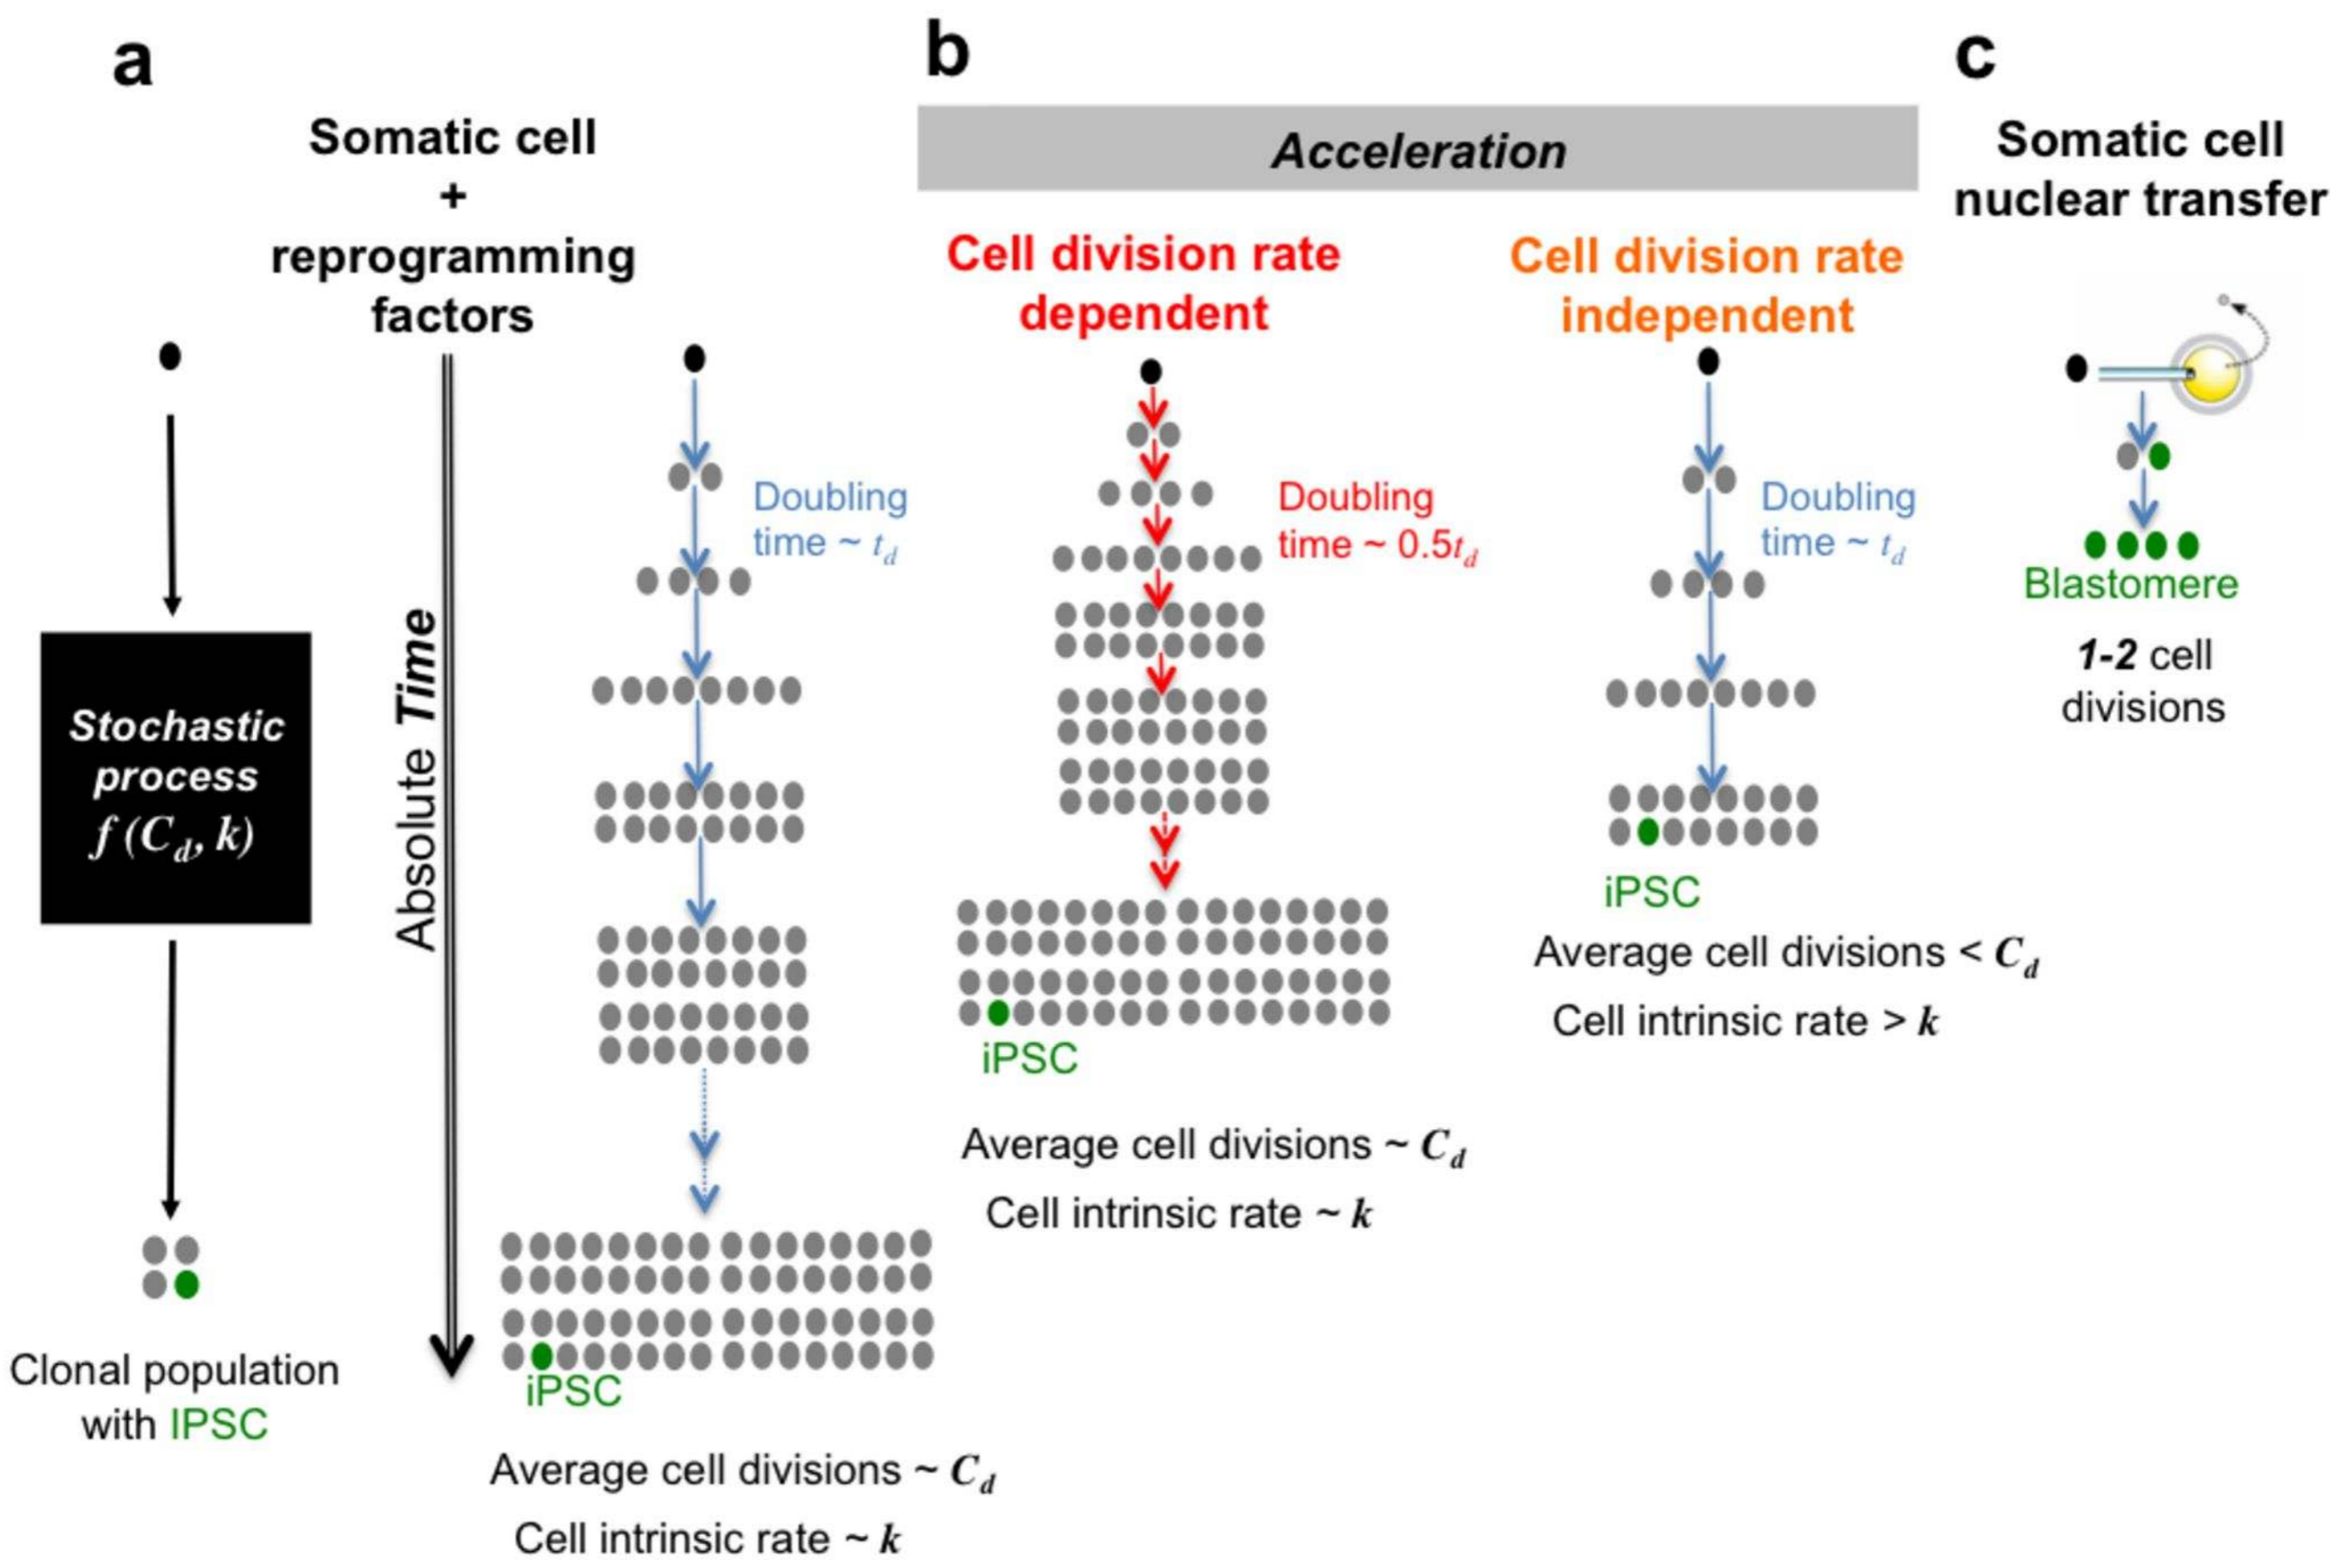 a
Somatic cell
+
reprogramming
factors
Stochastic
process
f (Cd, k)
Absolute Time
Doubling
time ~ td
Clonal population
with IPSC
iPSC
Average cell divisions ~ Cd
Cell intrinsic rate ~ k
b
Acceleration
Cell division rate
dependent
Doubling
time ~ 0.5td
iPSC
Average cell divisions ~ Cd
Cell intrinsic rate ~ k
Cell division rate
independent
Doubling
time ~ td
iPSC
Average cell divisions < Cd
Cell intrinsic rate > k
c
Somatic cell
nuclear transfer
Blastomere
1-2 cell
divisions